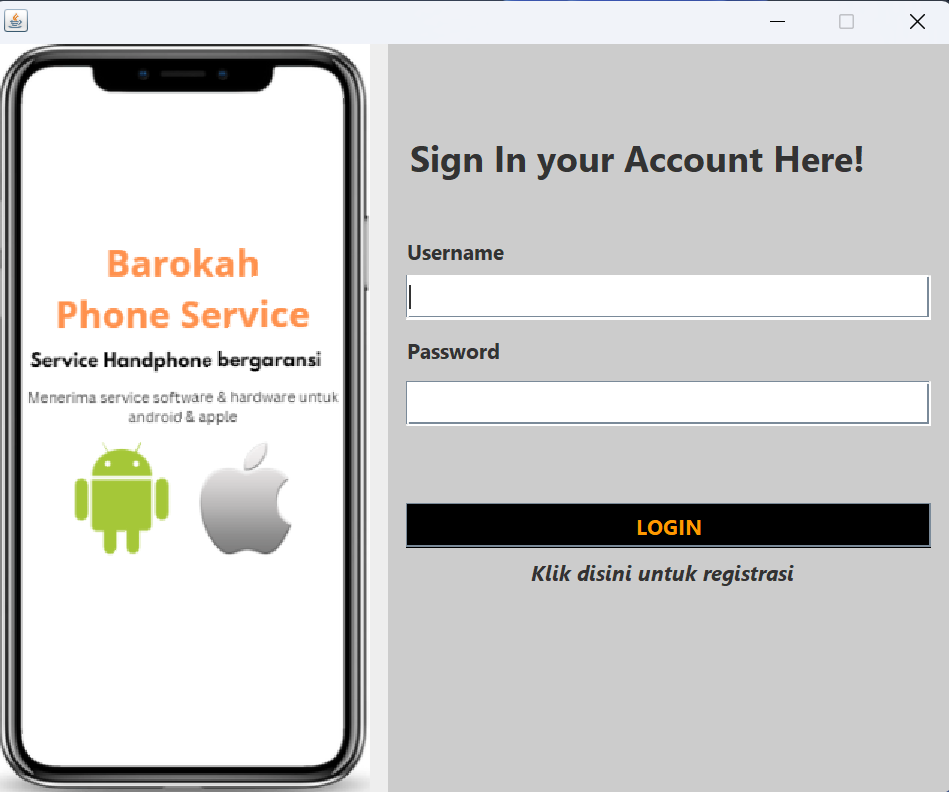 Barokah
Phone Service
Service Handphone bergaransi
Menerima service software & hardware untuk
android & apple
Sign In your Account Here!
Username
Password
LOGIN
Klik disini untuk registrasi